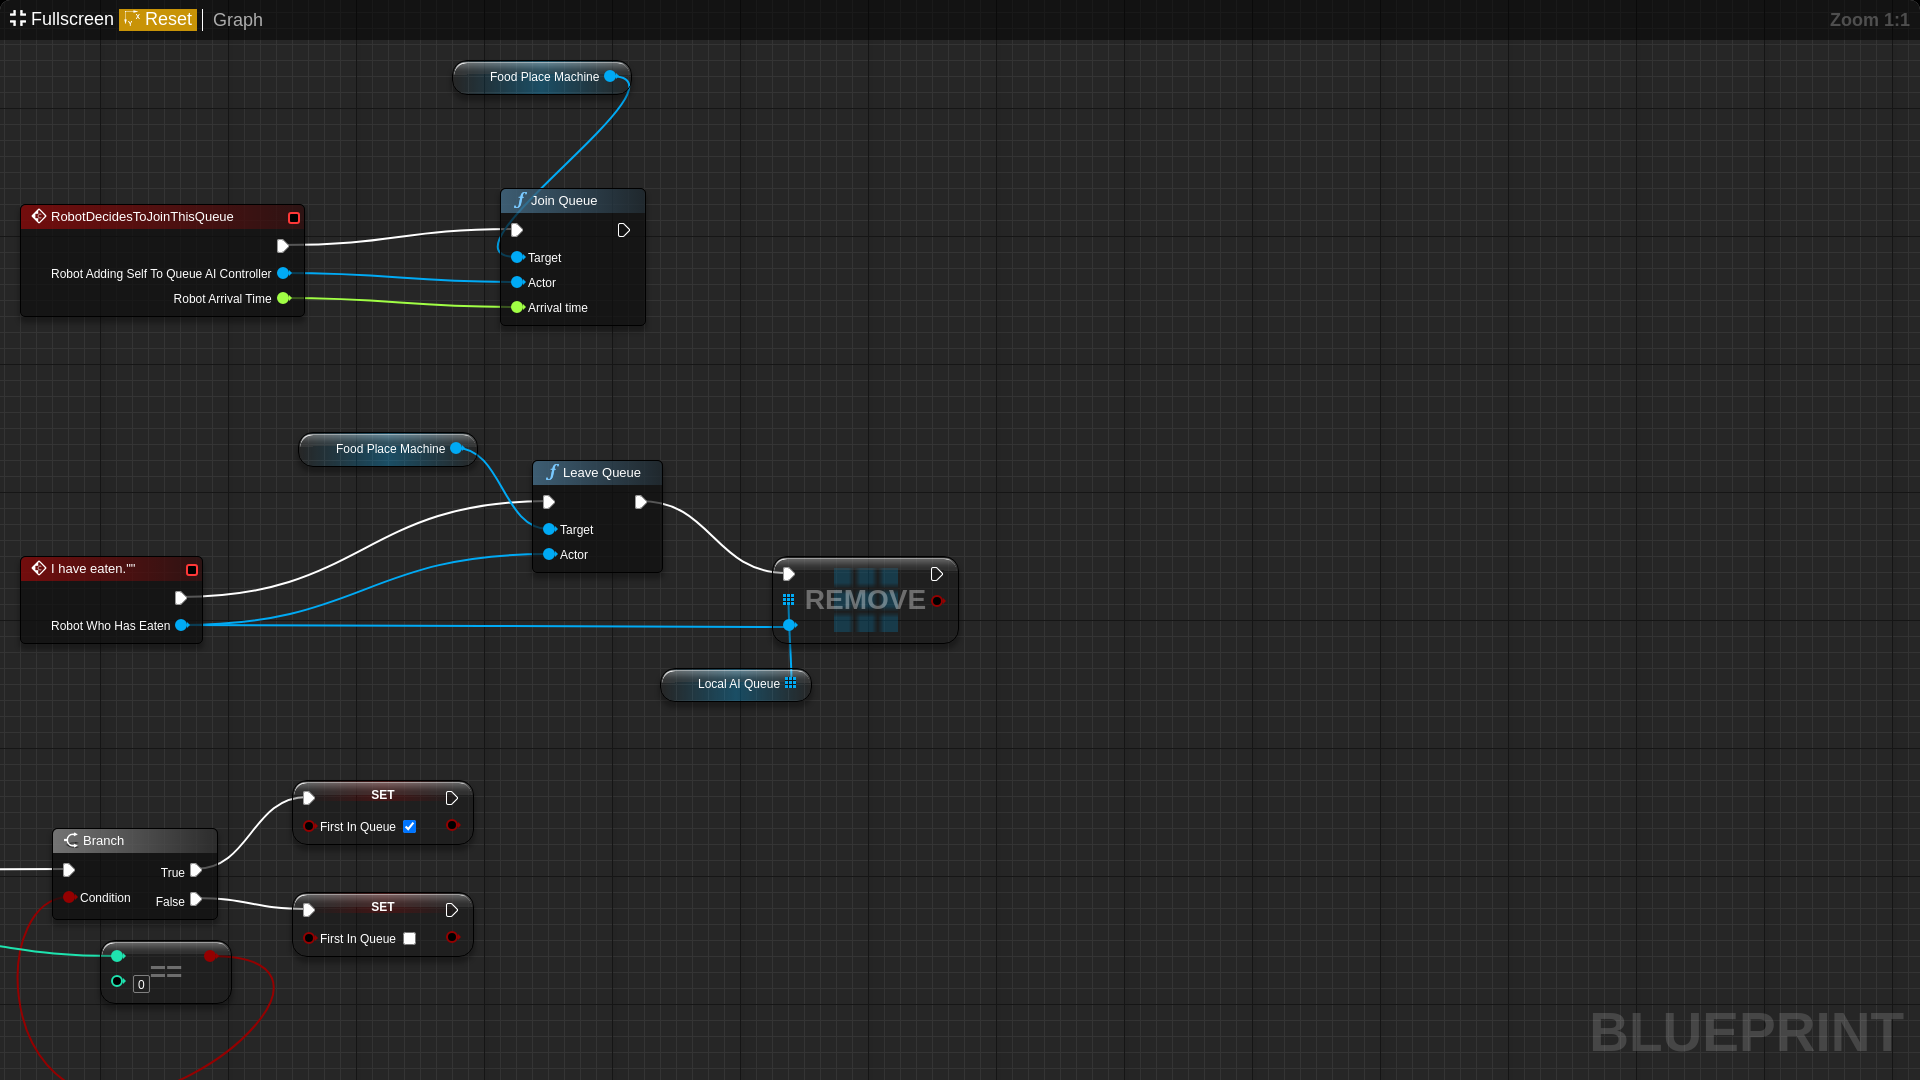 Fullscreen Reset Graph Zoom 1:1
Food Place Machine
Join Queue
RobotDecidesToJoinThisQueue
Target
Robot Adding Self To Queue AI Controller
Actor
Robot Arrival Time
Arrival time
Food Place Machine
Leave Queue
Target
Actor
I have eaten.""
REMOVE
Robot Who Has Eaten
Local AI Queue
SET
First In Queue
Branch
True
Condition
False
SET
First In Queue
==
0
BLUEPRINT